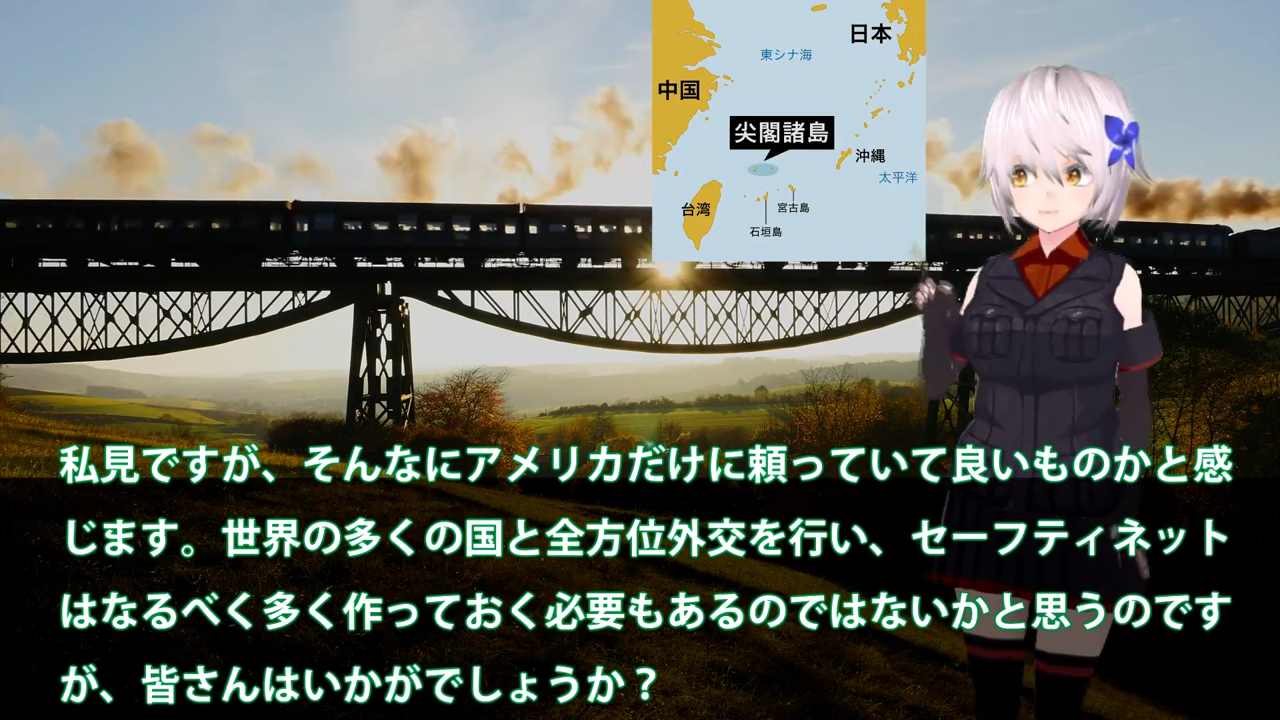 日本
東シナ海
中国
尖閣諸島
沖縄
太平洋
台湾
宮古島
石垣島
私見ですが、そんなにアメリカだけに頼っていて良いものかと感
じます。世界の多くの国と全方位外交を行い、セーフティネット
はなるべく多く作っておく必要もあるのではないかと思うのです
が、皆さんはいかがでしょうか？